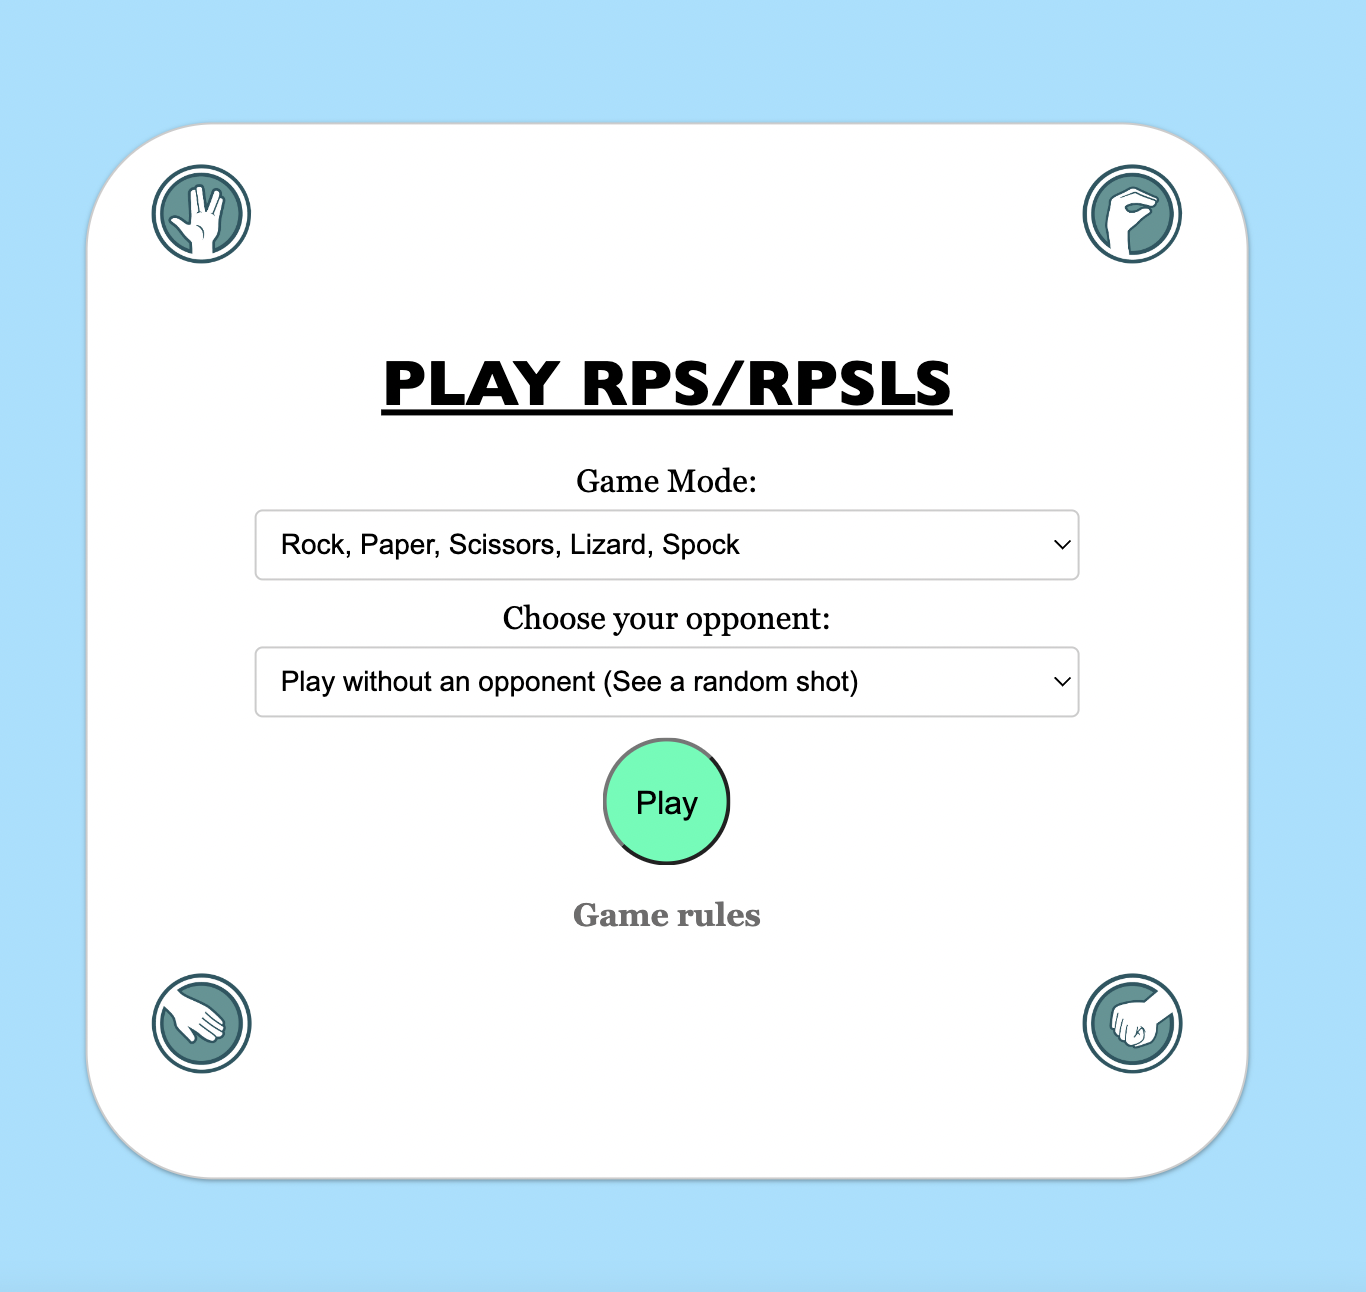 PLAY RPS/RPSLS
Game Mode:
Rock, Paper, Scissors, Lizard, Spock
Choose your opponent:
Play without an opponent (See a random shot)
Play
Game rules